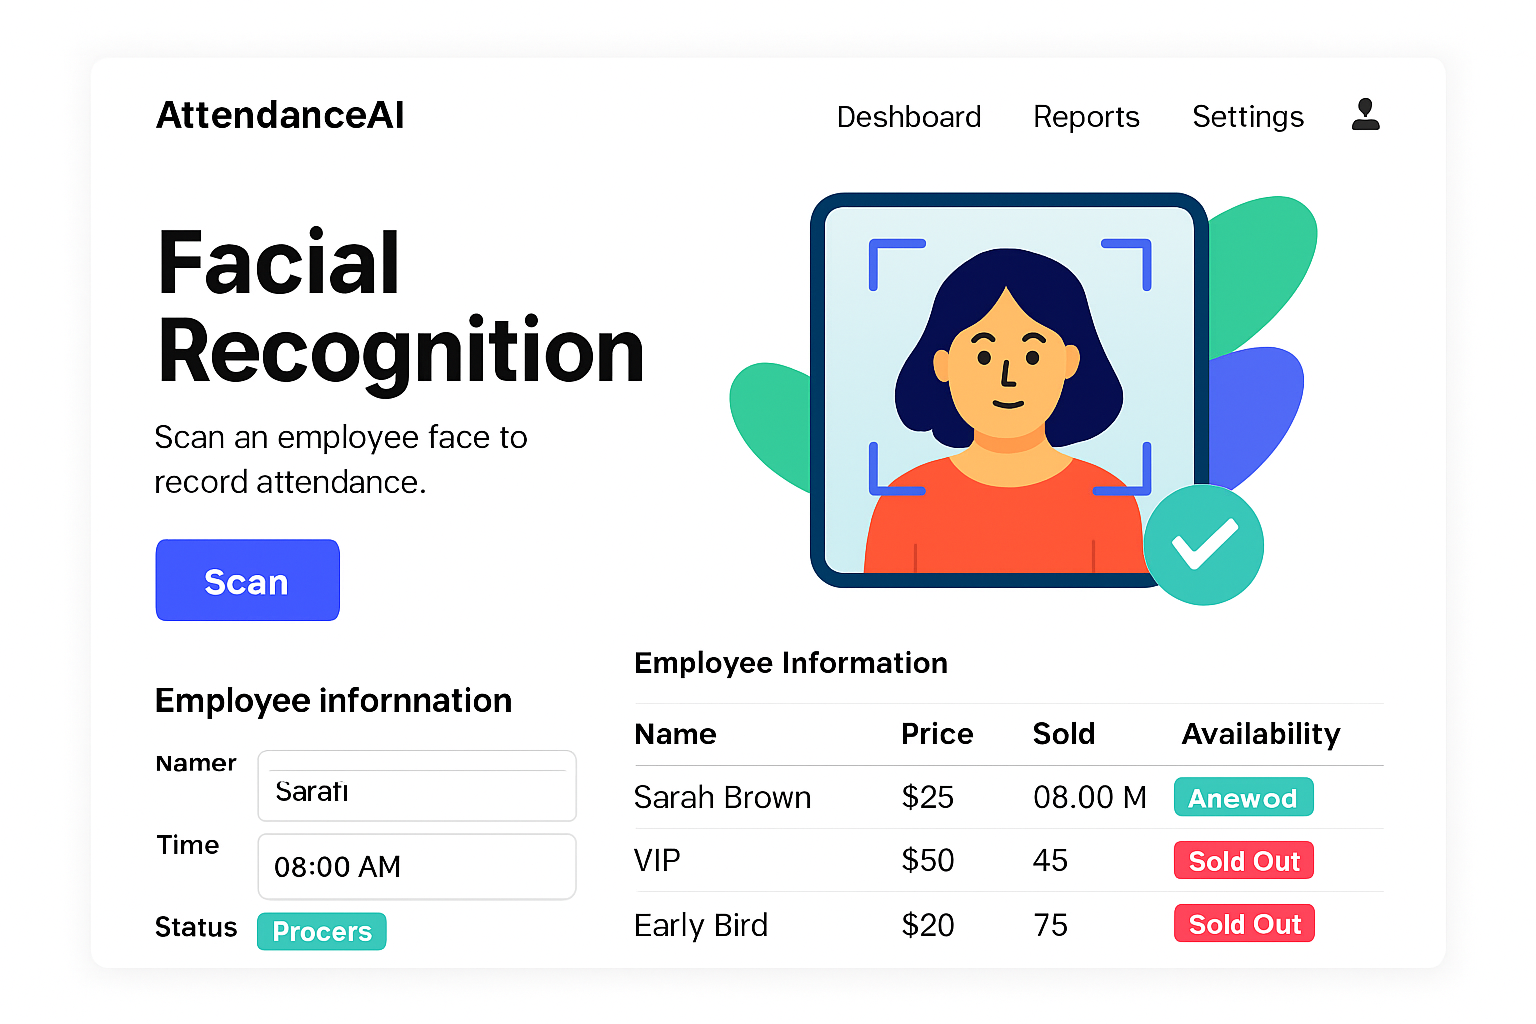 AttendanceAI
Deshboard Reports Settings
Facial
Recognition
Scan an employee face to
record attendance.
Scan
Employee infornnation
Namer
Sarati
Time
08:00 AM
Status
Procers
Employee Information
Name Price Sold Availability
Sarah Brown $25 08.00 M Anewod
VIP $50 45 Sold Out
Early Bird $20 75 Sold Out